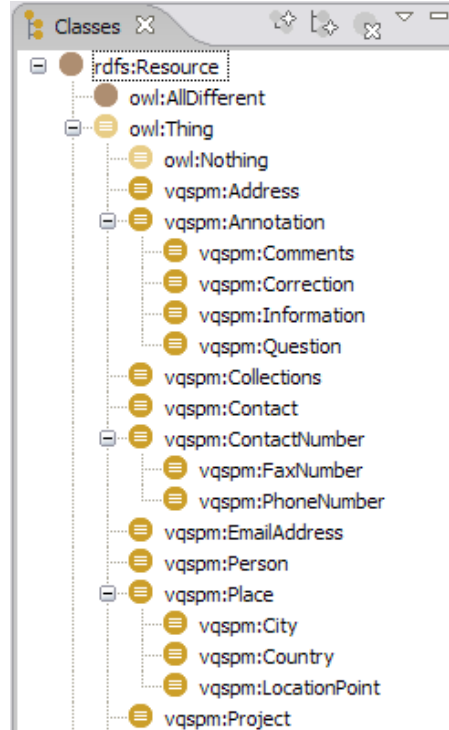 Classes
rdfs:Resource
owl:AllDifferent
owl:Thing
owl:Nothing
vqspm:Address
vqspm:Annotation
vqspm:Comments
vqspm:Correction
vqspm:Information
vqspm:Question
vqspm:Collections
vqspm:Contact
vqspm:ContactNumber
vqspm:FaxNumber
vqspm:PhoneNumber
vqspm:EmailAddress
vqspm:Person
vqspm:Place
vqspm:City
vqspm:Country
vqspm:LocationPoint
vqspm:Project